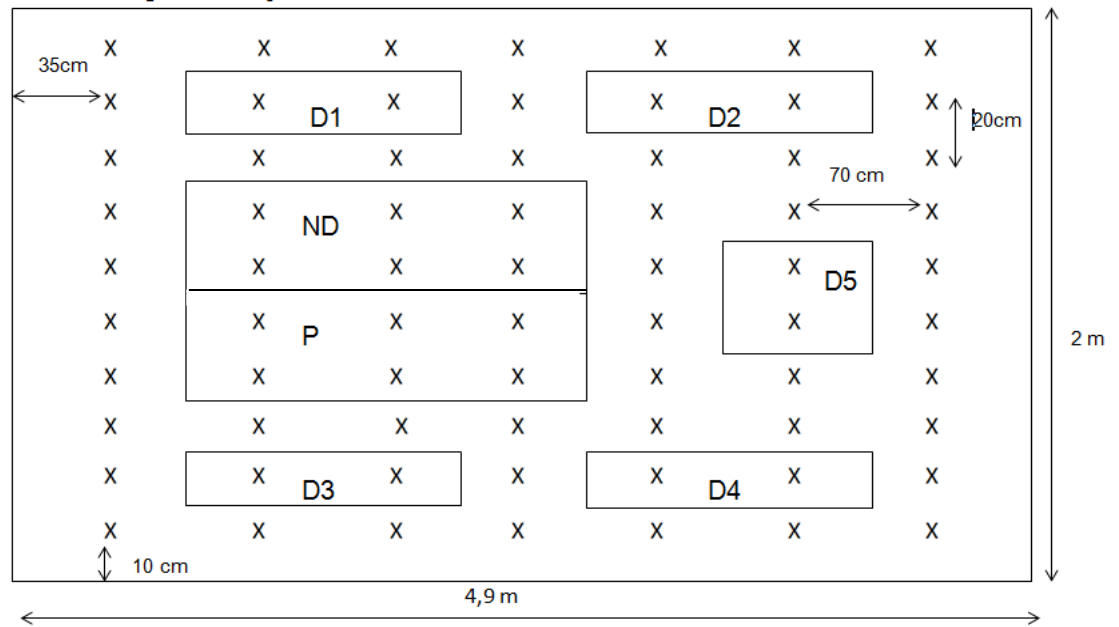 X X X X X X X
35cm
X X X X X X X
D1 D2 20cm
X X X X X X X
70 cm
X X X X X X X
ND
X X X X X X X
D5
X X X X X X X
P 2 m
X X X X X X X
X X X X X X X
X X X X X X X
D3 D4
X X X X X X X
10 cm
4,9 m